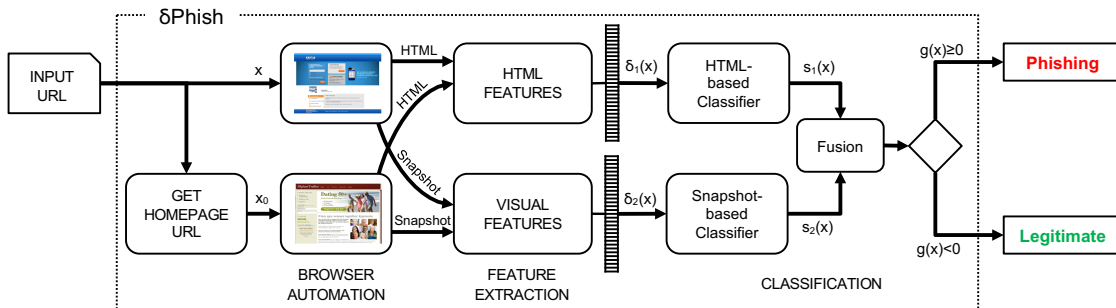 δPhish
INPUT
URL
x
HTML
HTML
HTML
FEATURES
δ1(x)
HTML-
based
Classifier
s1(x)
g(x)≥0
Phishing
Fusion
GET
HOMEPAGE
URL
x0
Snapshot
Snapshot
VISUAL
FEATURES
δ2(x)
Snapshot-
based
Classifier
s2(x)
g(x)<0
Legitimate
BROWSER
AUTOMATION
FEATURE
EXTRACTION
CLASSIFICATION